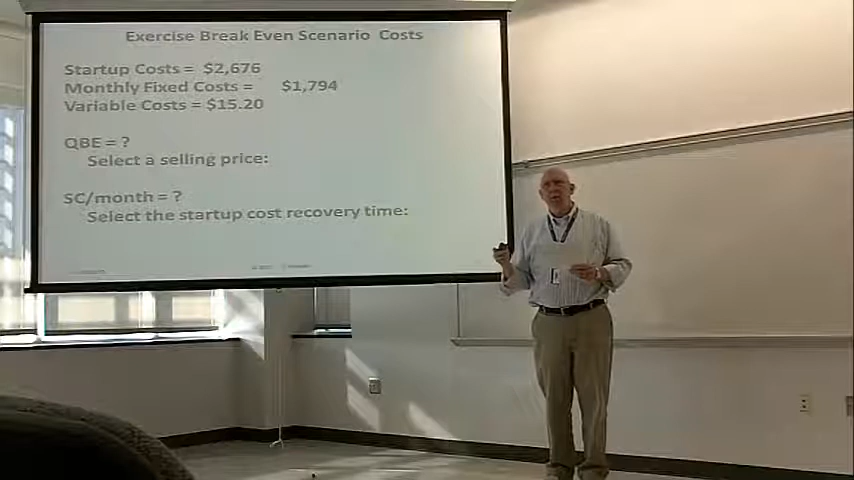 Exercise Break Even Scenario Costs
Startup Costs = $2,676
Monthly Fixed Costs = $1,794
Variable Costs = $15.20
QBE = ?
Select a selling price:
SC/month = ?
Select the startup cost recovery time: